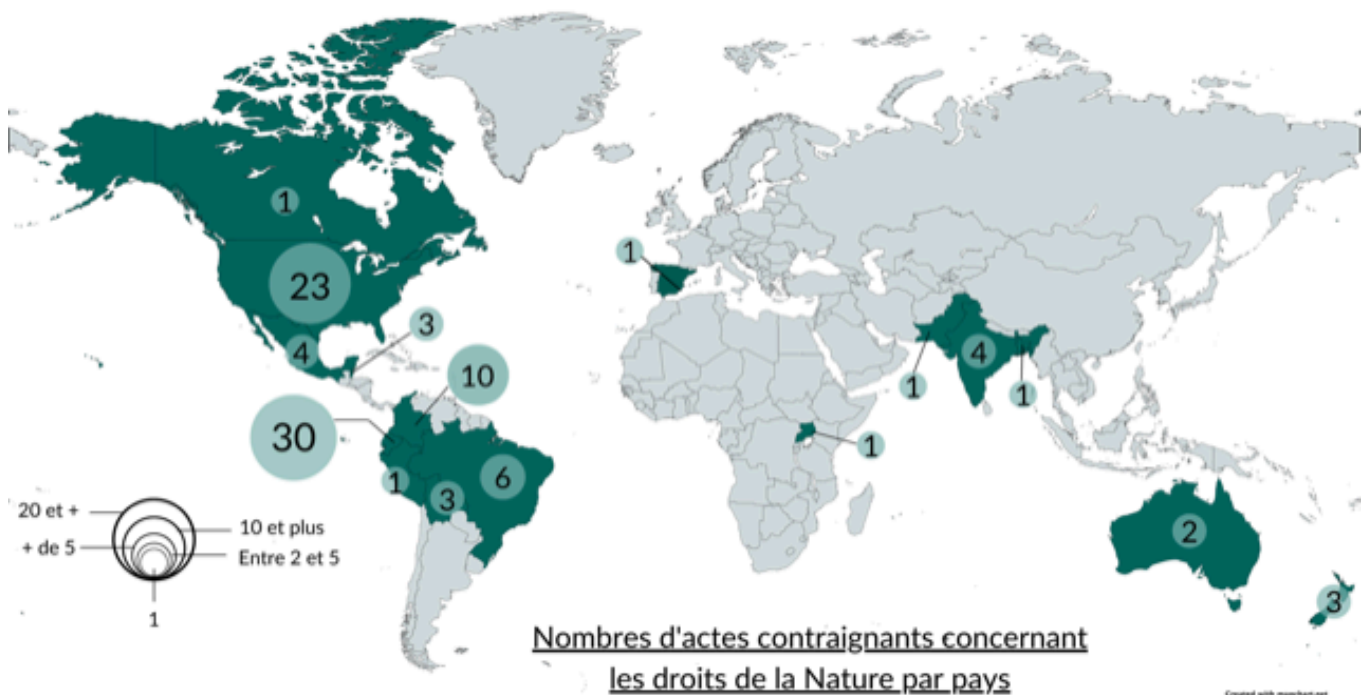 1
23
4
3
10
30
1
3
6
1
1
4
1
1
2
3
20 et +
10 et plus
+ de 5
Entre 2 et 5
1
Nombres d'actes contraignants concernant
les droits de la Nature par pays